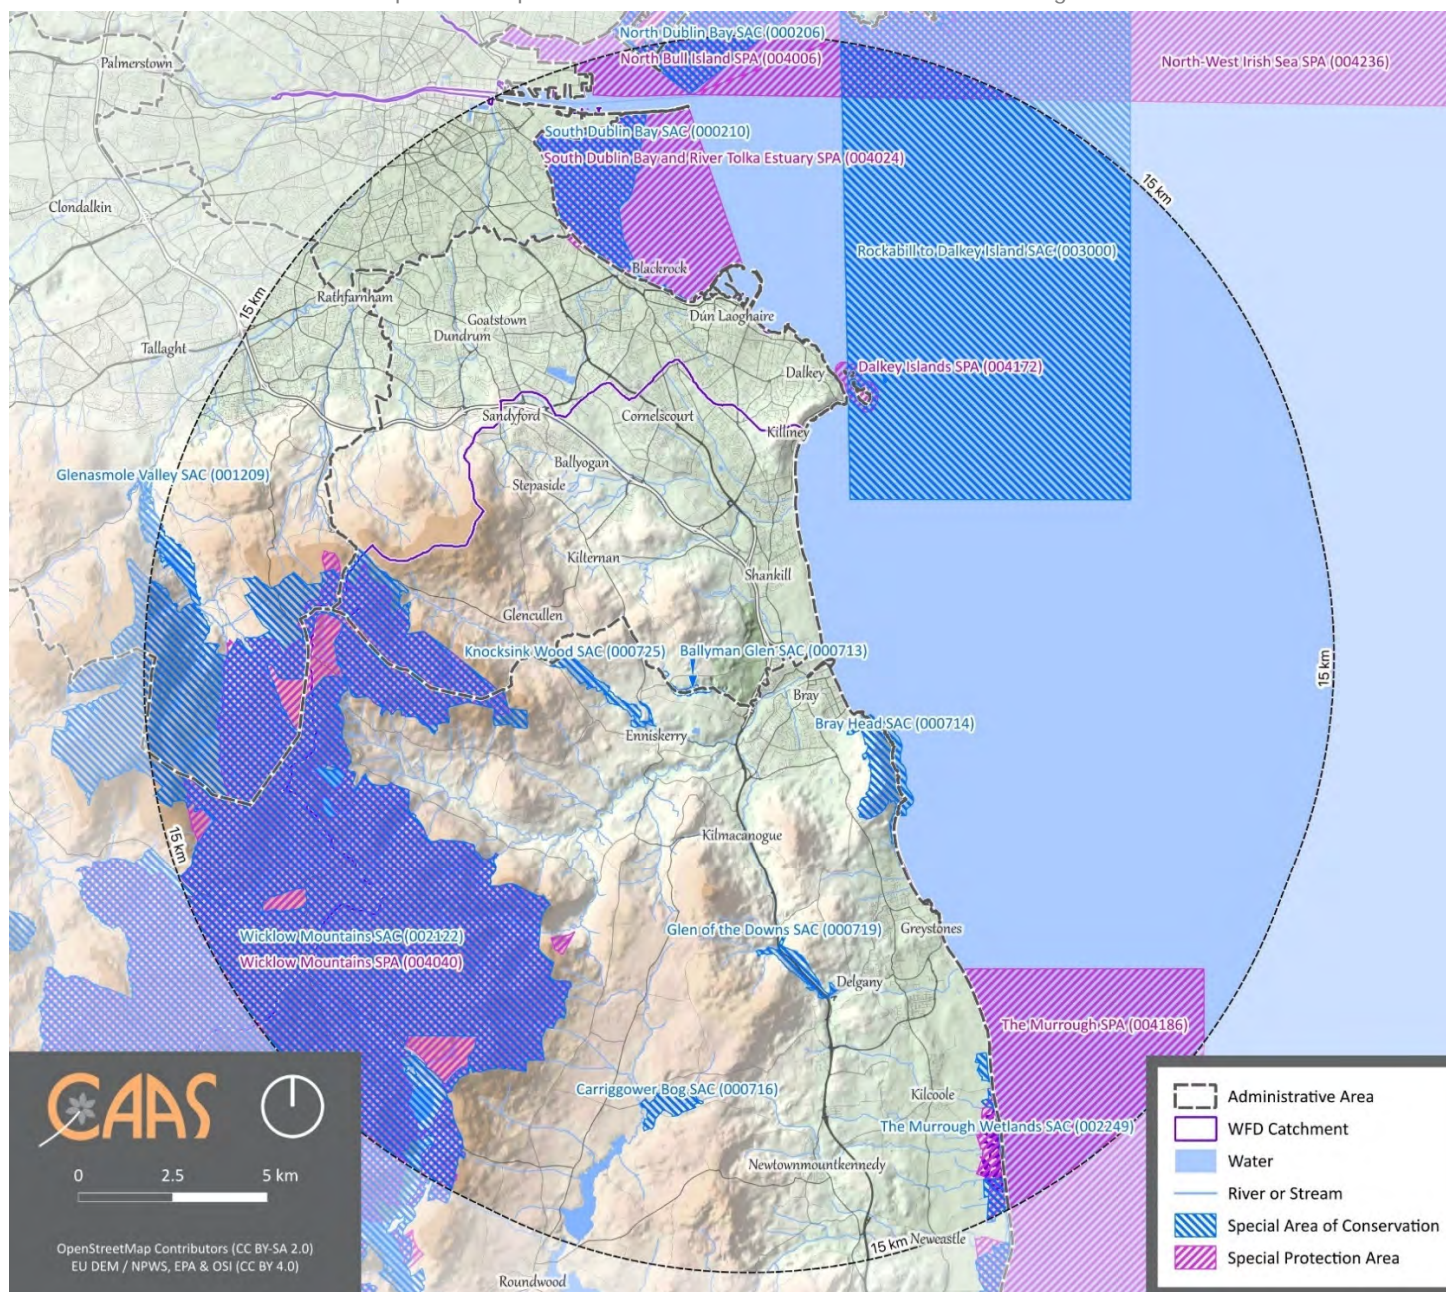 North Dublin Bay SAC (000206)
North Bull Island SPA (004006)
North-West Irish Sea SPA (004236)
Palmerstown
South Dublin Bay SAC (000210)
South Dublin Bay and River Tolka Estuary SPA (004024)
15 km
Clondalkin
Rockabill to Dalkey Island SAC (003000)
Blackrock
15 km
Rathfarnham
Dún Laoghaire
Goatstown
Dundrum
Tallaght
Dalkey
Dalkey Islands SPA (004172)
Sandyford
Cornelscourt
Killiney
Ballyogan
Glenasmole Valley SAC (001209)
Stepaside
Kilternan
Shankill
Glencullen
Knocksink Wood SAC (000725)
Ballyman Glen SAC (000713)
15 km
Bray
Bray Head SAC (000714)
Enniskerry
Kilmacanogue
15 km
Glen of the Downs SAC (000719)
Greystones
Wicklow Mountains SAC (002122)
Wicklow Mountains SPA (004040)
Delgany
The Murrough SPA (004186)
Carriggower Bog SAC (000716)
Kilcoole
The Murrough Wetlands SAC (002249)
Newtownmountkennedy
15 km
Newcastle
Roundwood
CAAS
0 2.5 5 km
OpenStreetMap Contributors (CC BY-SA 2.0)
EU DEM / NPWS, EPA & OSI (CC BY 4.0)
Administrative Area
WFD Catchment
Water
River or Stream
Special Area of Conservation
Special Protection Area